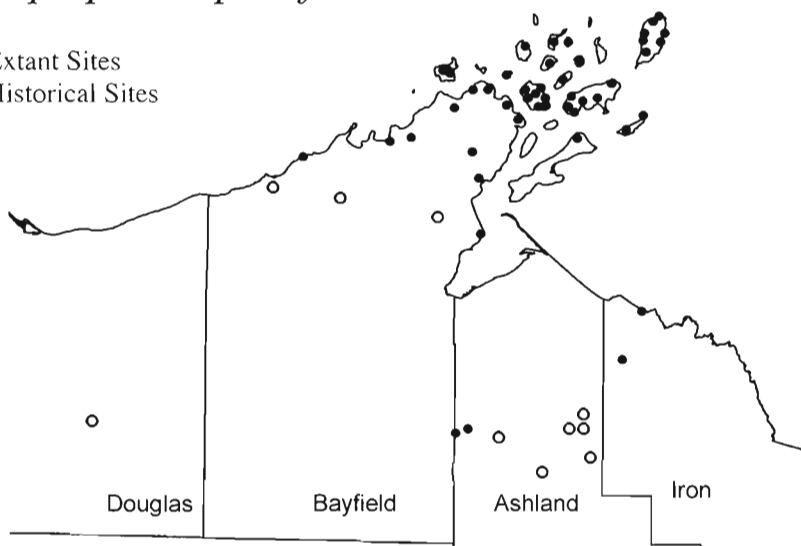 Extant Sites
Historical Sites
Douglas
Bayfield
Ashland
Iron